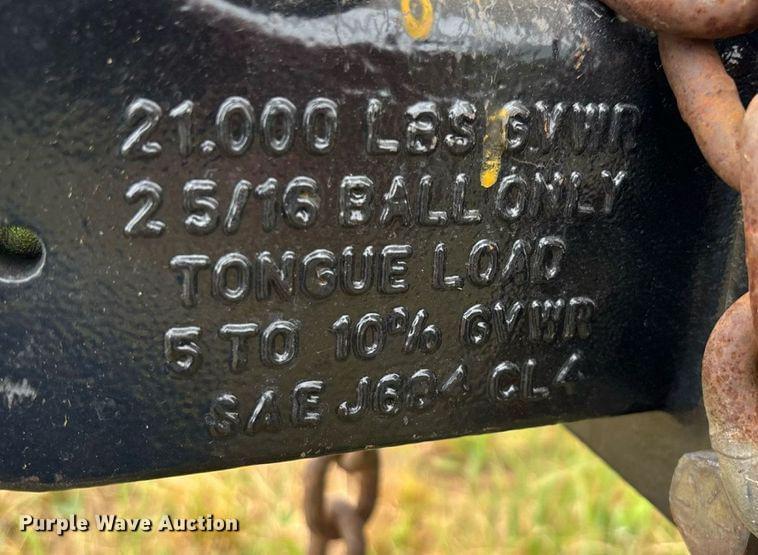 21.000 LBS GVWR
2 5/16 BALL ONLY
TONGUE LOAD
5 TO 10% GVWR
SAE J684 CL4
Purple Wave Auction